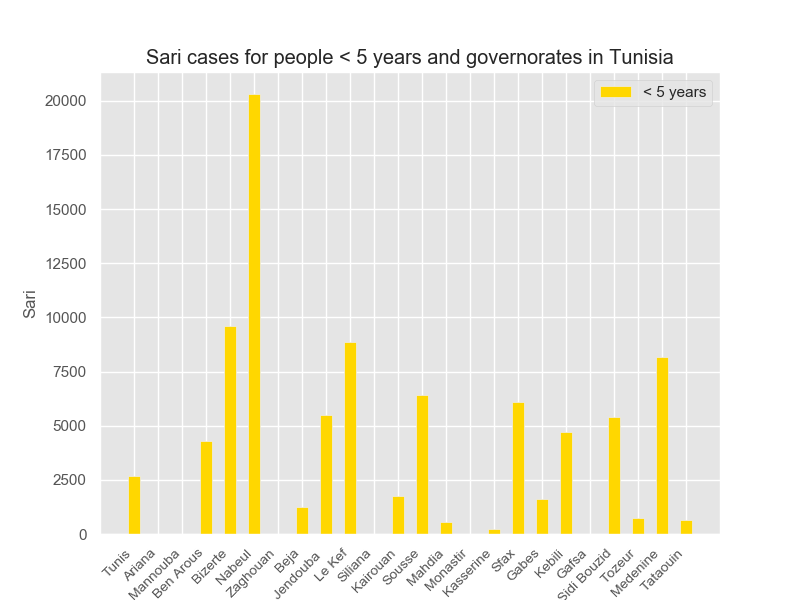 Sari cases for people < 5 years and governorates in Tunisia
< 5 years
20000
17500
15000
12500
10000
7500
5000
2500
0
Sari
Tunis
Ariana
Mannouba
Ben Arous
Bizerte
Nabeul
Zaghouan
Beja
Jendouba
Le Kef
Siliana
Kairouan
Sousse
Mahdia
Monastir
Kasserine
Sfax
Gabes
Kebili
Gafsa
Sidi Bouzid
Tozeur
Medenine
Tataouin